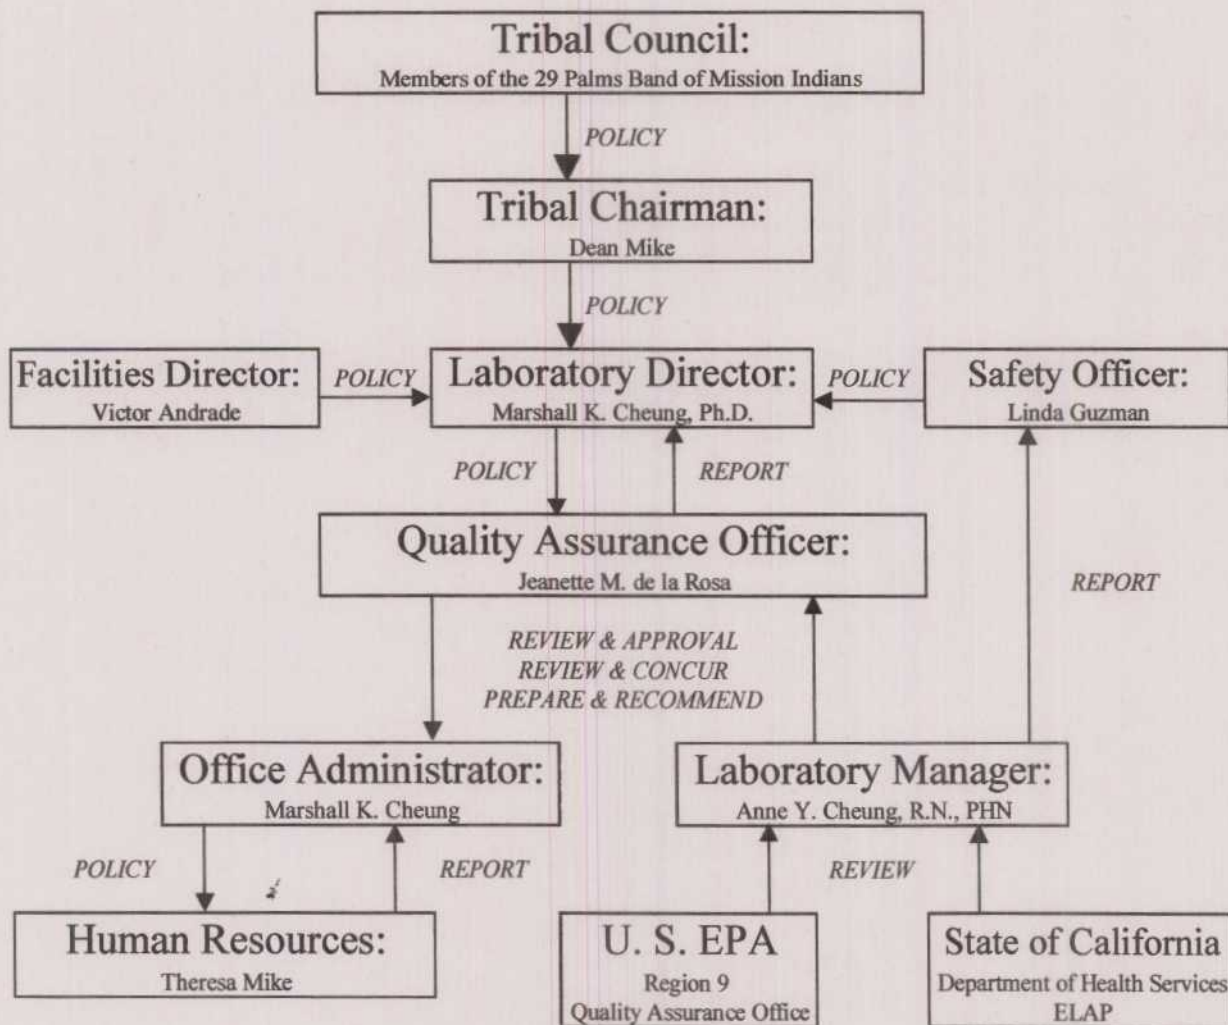 Tribal Council:
Members of the 29 Palms Band of Mission Indians
POLICY
Tribal Chairman:
Dean Mike
POLICY
Facilities Director:
Victor Andrade
POLICY
Laboratory Director:
Marshall K. Cheung, Ph.D.
POLICY
Safety Officer:
Linda Guzman
POLICY
REPORT
Quality Assurance Officer:
Jeanette M. de la Rosa
REPORT
REVIEW & APPROVAL
REVIEW & CONCUR
PREPARE & RECOMMEND
Office Administrator:
Marshall K. Cheung
Laboratory Manager:
Anne Y. Cheung, R.N., PHN
POLICY
REPORT
REVIEW
Human Resources:
Theresa Mike
U. S. EPA
Region 9
Quality Assurance Office
State of California
Department of Health Services
ELAP